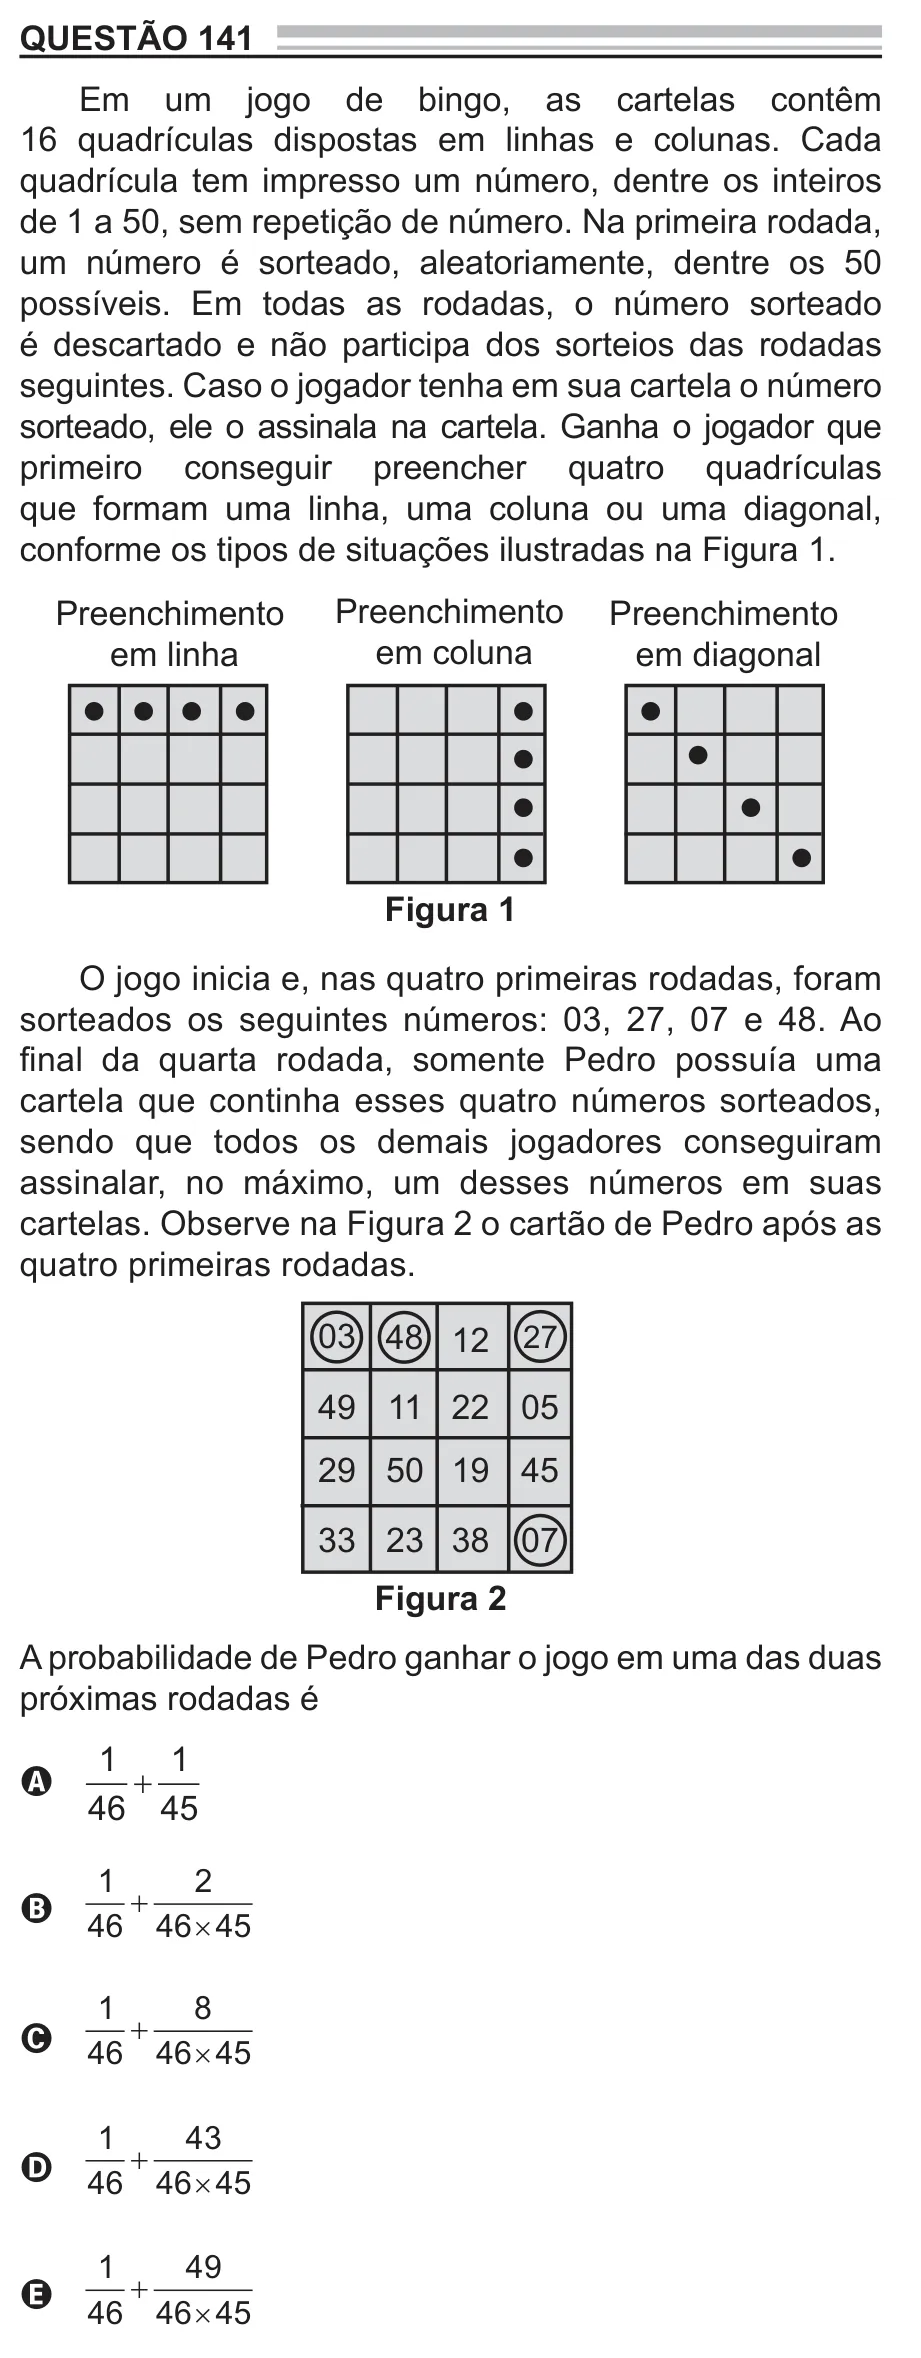 QUESTÃO 141
Em um jogo de bingo, as cartelas contêm
16 quadrículas dispostas em linhas e colunas. Cada
quadrícula tem impresso um número, dentre os inteiros
de 1 a 50, sem repetição de número. Na primeira rodada,
um número é sorteado, aleatoriamente, dentre os 50
possíveis. Em todas as rodadas, o número sorteado
é descartado e não participa dos sorteios das rodadas
seguintes. Caso o jogador tenha em sua cartela o número
sorteado, ele o assinala na cartela. Ganha o jogador que
primeiro conseguir preencher quatro quadrículas
que formam uma linha, uma coluna ou uma diagonal,
conforme os tipos de situações ilustradas na Figura 1.
Preenchimento Preenchimento Preenchimento
em linha em coluna em diagonal
Figura 1
O jogo inicia e, nas quatro primeiras rodadas, foram
sorteados os seguintes números: 03, 27, 07 e 48. Ao
final da quarta rodada, somente Pedro possuía uma
cartela que continha esses quatro números sorteados,
sendo que todos os demais jogadores conseguiram
assinalar, no máximo, um desses números em suas
cartelas. Observe na Figura 2 o cartão de Pedro após as
quatro primeiras rodadas.
03 48 12 27
49 11 22 05
29 50 19 45
33 23 38 07
Figura 2
A probabilidade de Pedro ganhar o jogo em uma das duas
próximas rodadas é
A 1/46 + 1/45
B 1/46 + 2/46×45
C 1/46 + 8/46×45
D 1/46 + 43/46×45
E 1/46 + 49/46×45